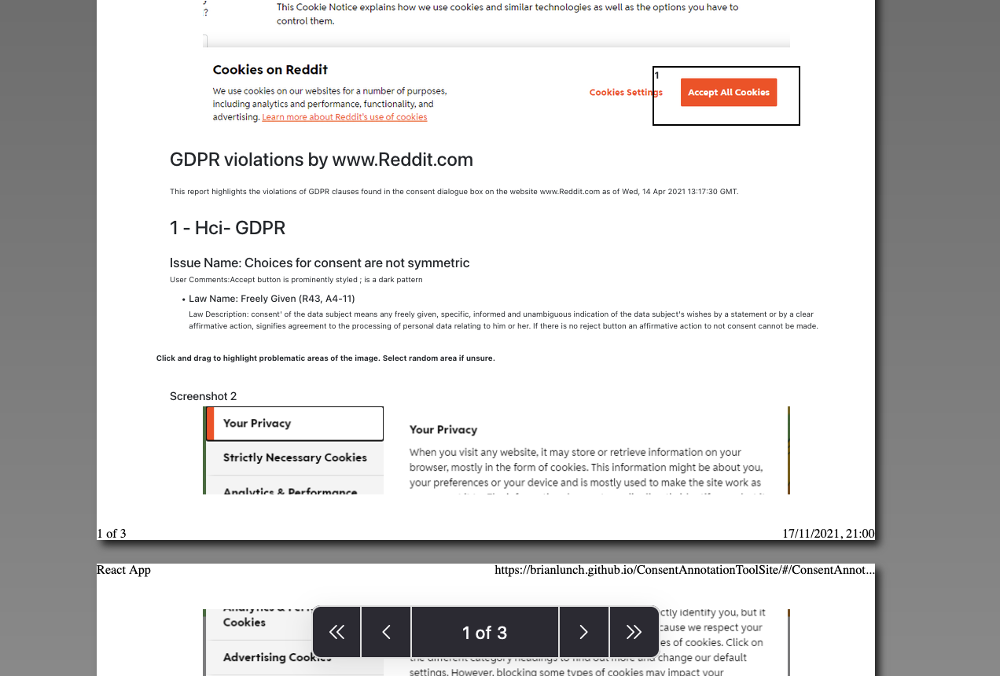 ?
This Cookie Notice explains how we use cookies and similar technologies as well as the options you have to
control them.
Cookies on Reddit
We use cookies on our websites for a number of purposes,
including analytics and performance, functionality, and
advertising. Learn more about Reddit's use of cookies
Cookies Settings
1
Accept All Cookies
GDPR violations by www.Reddit.com
This report highlights the violations of GDPR clauses found in the consent dialogue box on the website www.Reddit.com as of Wed, 14 Apr 2021 13:17:30 GMT.
1 - Hci- GDPR
Issue Name: Choices for consent are not symmetric
User Comments:Accept button is prominently styled ; is a dark pattern
• Law Name: Freely Given (R43, A4-11)
Law Description: consent' of the data subject means any freely given, specific, informed and unambiguous indication of the data subject's wishes by a statement or by a clear
affirmative action, signifies agreement to the processing of personal data relating to him or her. If there is no reject button an affirmative action to not consent cannot be made.
Click and drag to highlight problematic areas of the image. Select random area if unsure.
Screenshot 2
Your Privacy
Strictly Necessary Cookies
Analytics & Performance
Your Privacy
When you visit any website, it may store or retrieve information on your
browser, mostly in the form of cookies. This information might be about you,
your preferences or your device and is mostly used to make the site work as
1 of 3
17/11/2021, 21:00
React App
https://brianlunch.github.io/ConsentAnnotationToolSite/#/ConsentAnnot...
Cookies
Advertising Cookies
ctly identify you, but it
cause we respect your
es of cookies. Click on
the different category headings to find out more and change our default
settings. However, blocking some types of cookies may impact your
1 of 3